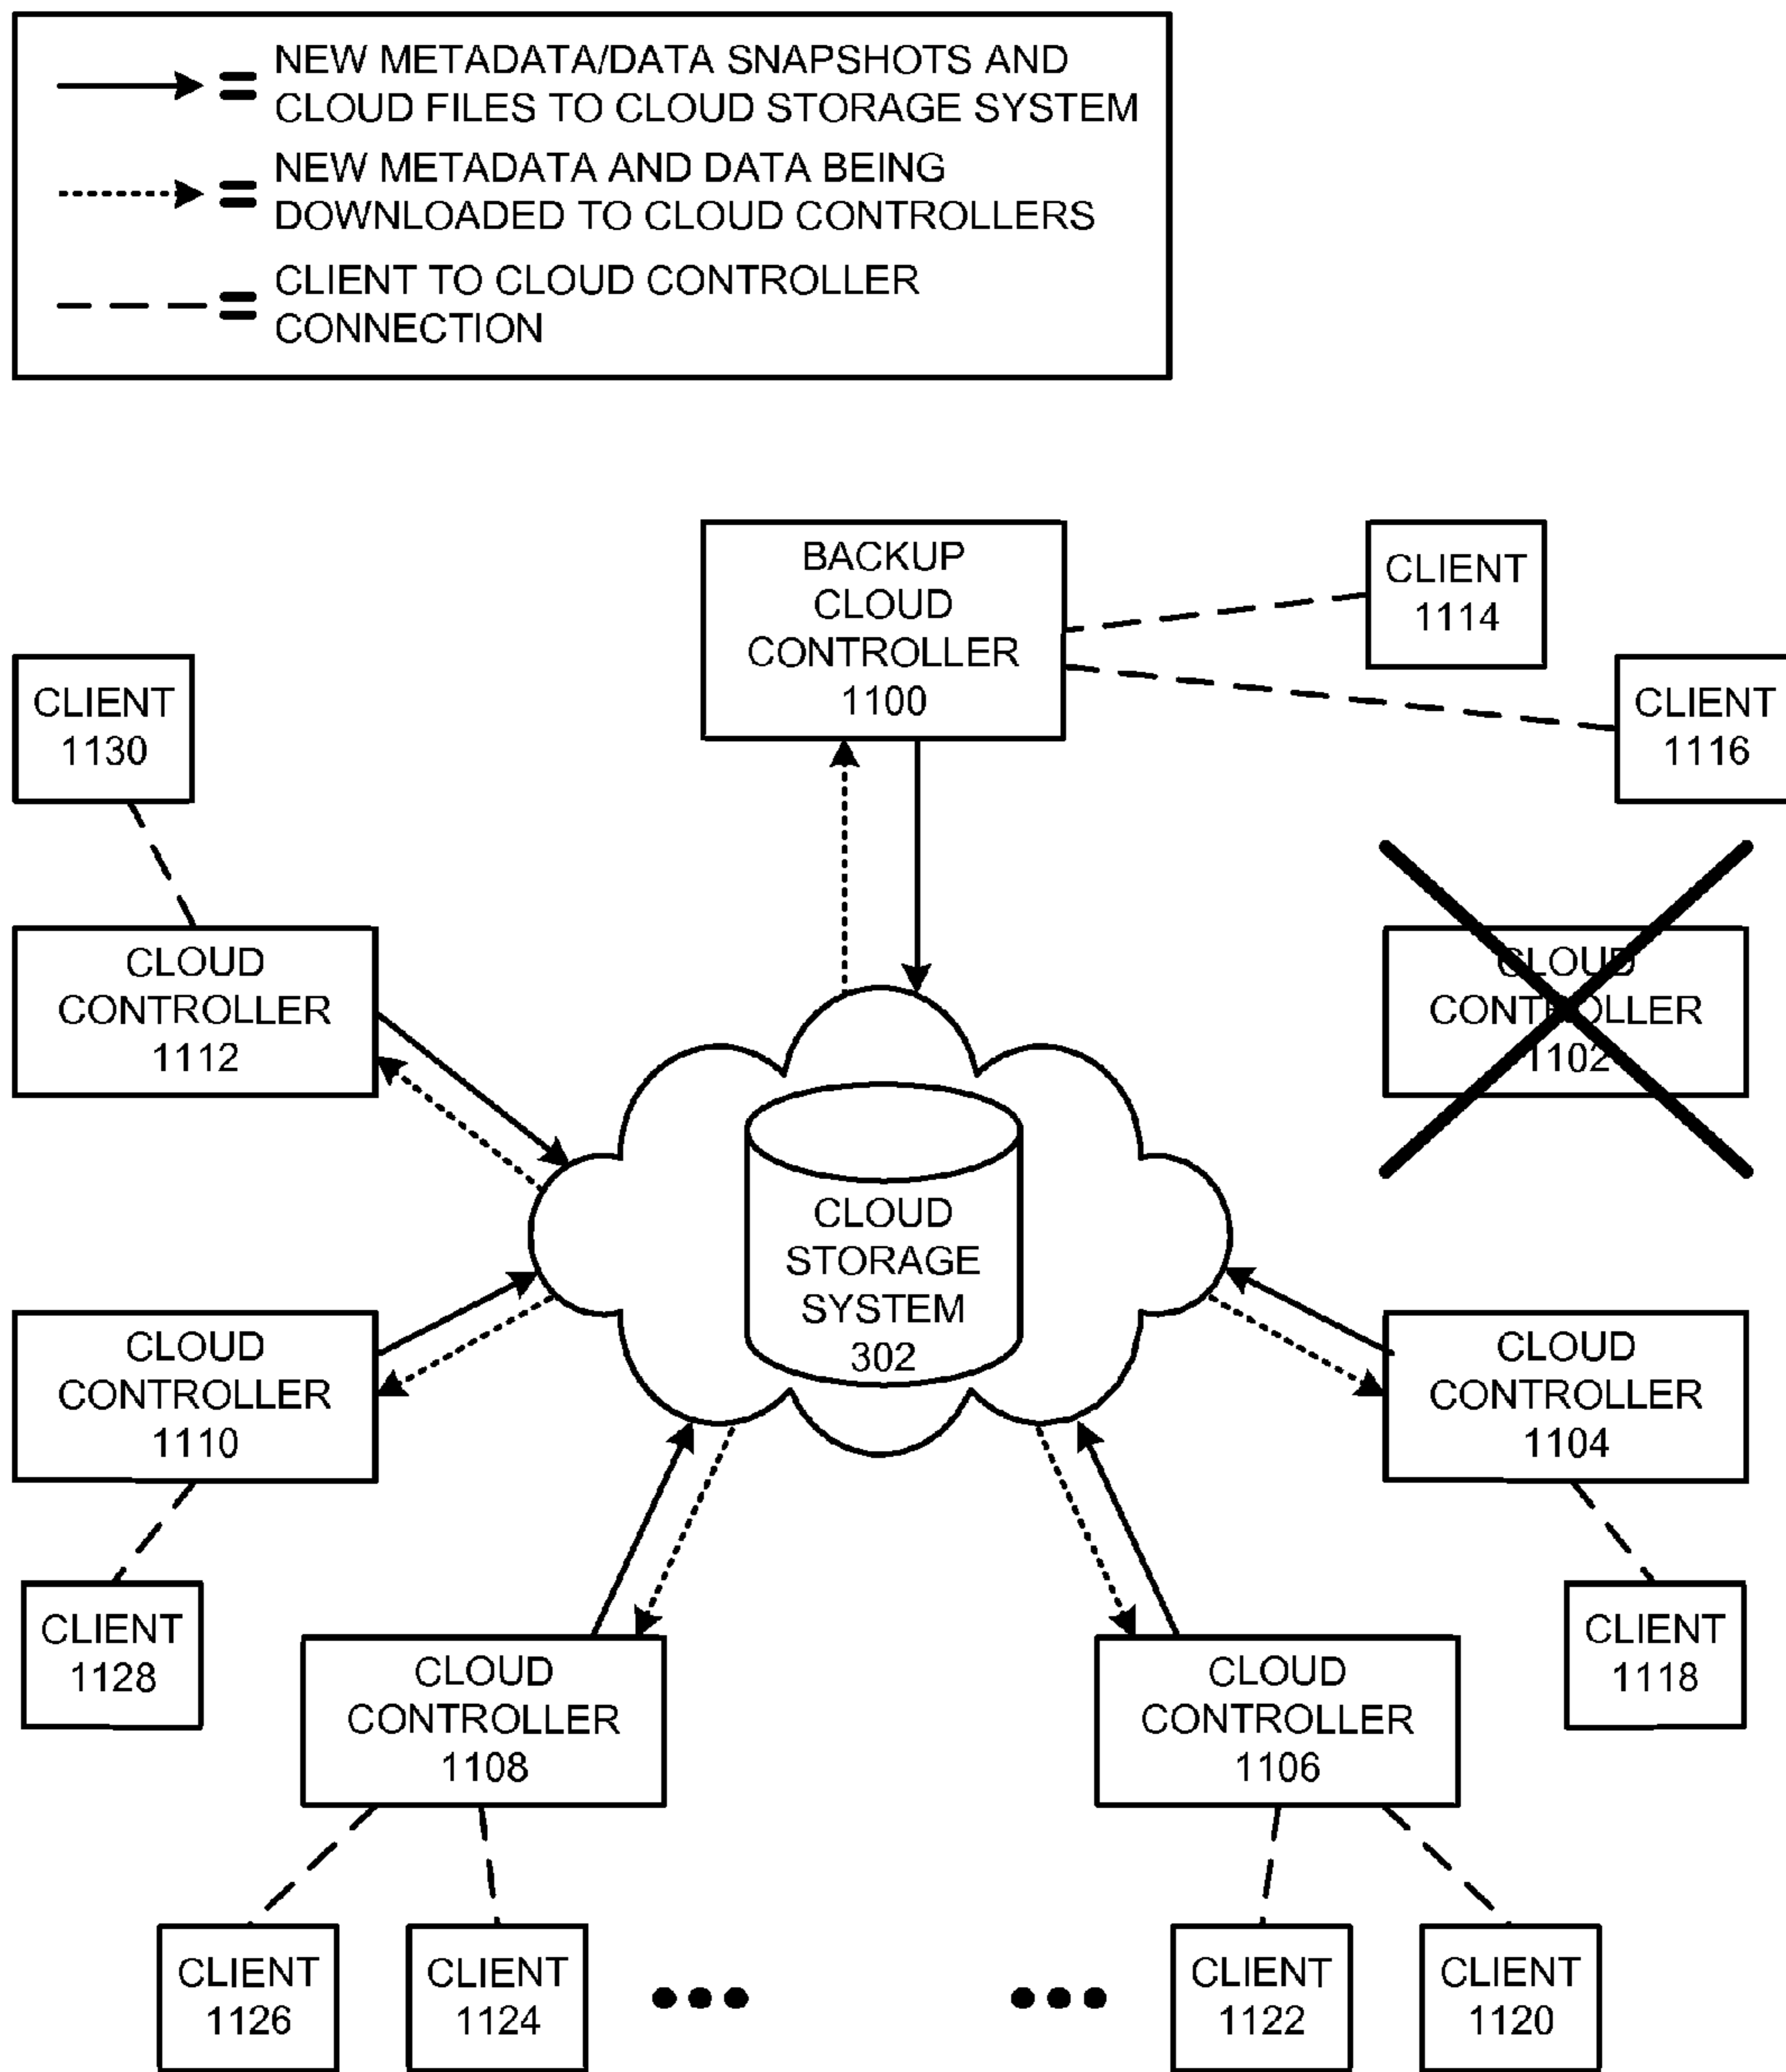 NEW METADATA/DATA SNAPSHOTS AND
CLOUD FILES TO CLOUD STORAGE SYSTEM
NEW METADATA AND DATA BEING
DOWNLOADED TO CLOUD CONTROLLERS
CLIENT TO CLOUD CONTROLLER
CONNECTION
BACKUP
CLOUD
CONTROLLER
1100
CLIENT
1114
CLIENT
1116
CLIENT
1130
CLOUD
CONTROLLER
1112
CLOUD
CONTROLLER
1102
CLOUD
STORAGE
SYSTEM
302
CLOUD
CONTROLLER
1110
CLOUD
CONTROLLER
1104
CLIENT
1128
CLIENT
1118
CLOUD
CONTROLLER
1108
CLOUD
CONTROLLER
1106
CLIENT
1126
CLIENT
1124
CLIENT
1122
CLIENT
1120